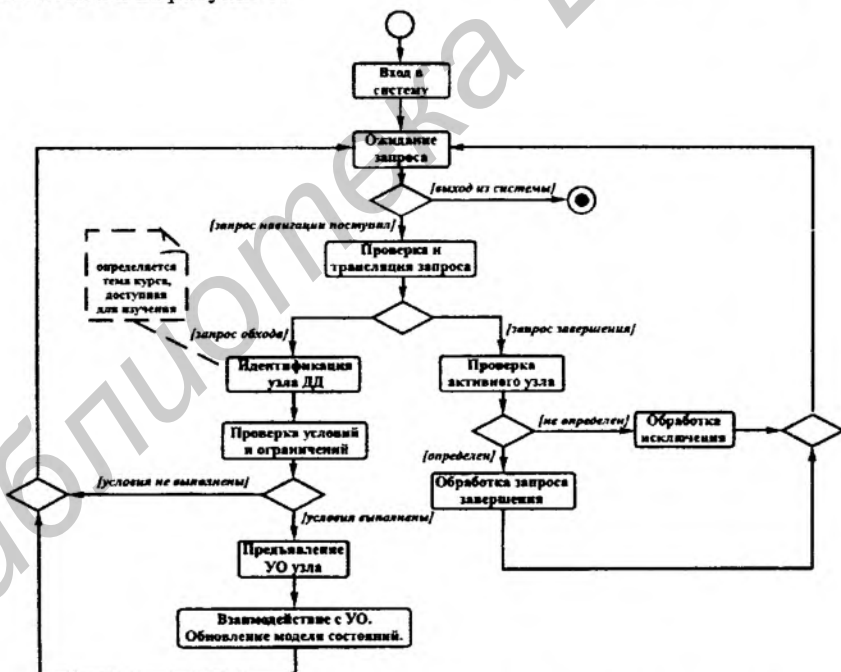 Вход в
систему
Ожидание
запроса
[выход из системы]
[запрос навигации поступил]
Проверка и
трансляция запроса
определяется
тема курса,
доступная
для изучения
[запрос обхода]
[запрос завершения]
Идентификация
узла ДД
Проверка
активного узла
Проверка условий
и ограничений
[не определен]
Обработка
исключения
[определен]
[условия не выполнены]
Обработка запроса
завершения
[условия выполнены]
Предъявление
УО узла
Взаимодействие с УО.
Обновление модели состояний.